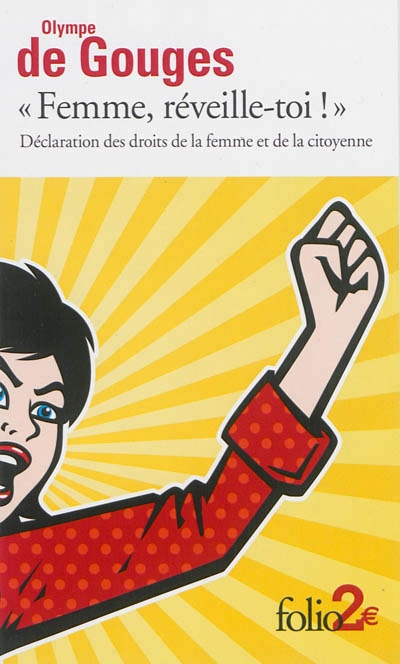 Olympe
de Gouges
« Femme, réveille-toi ! »
Déclaration des droits de la femme et de la citoyenne
folio2€